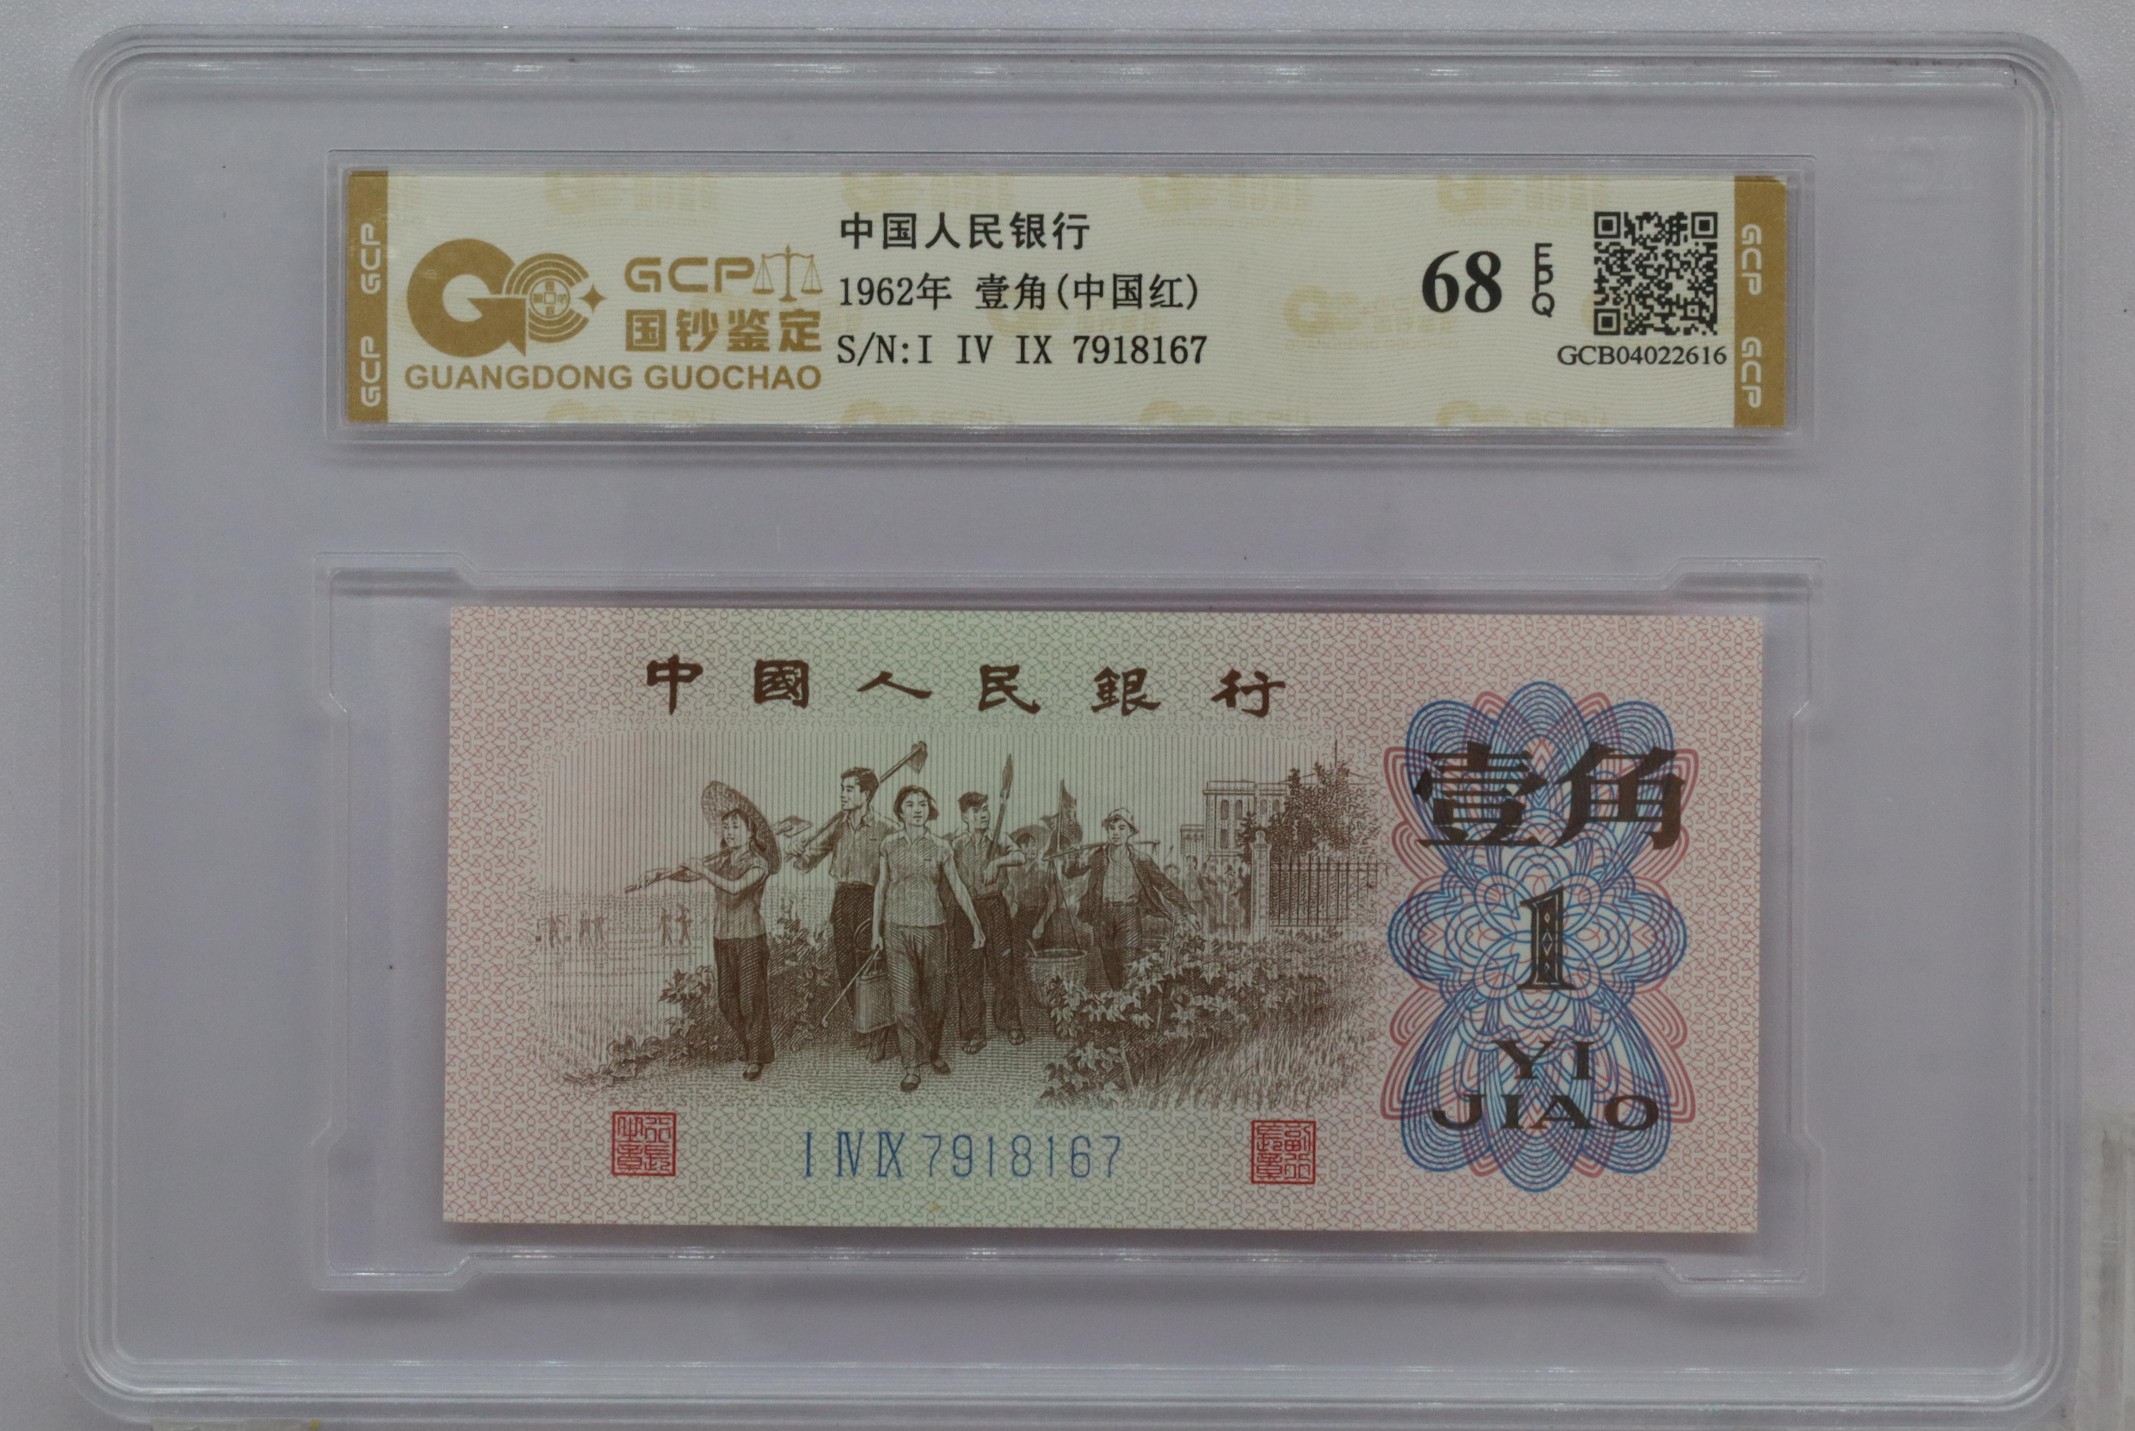 GCP
GCP
GCP
国钞鉴定
GUANGDONG GUOCHAO
中国人民银行
1962年 壹角(中国红)
S/N:I IV IX 7918167
68 EPQ
GCB04022616
GCP
GCP
中國人民銀行
壹角
1
YI
JIAO
I IV IX 7918167